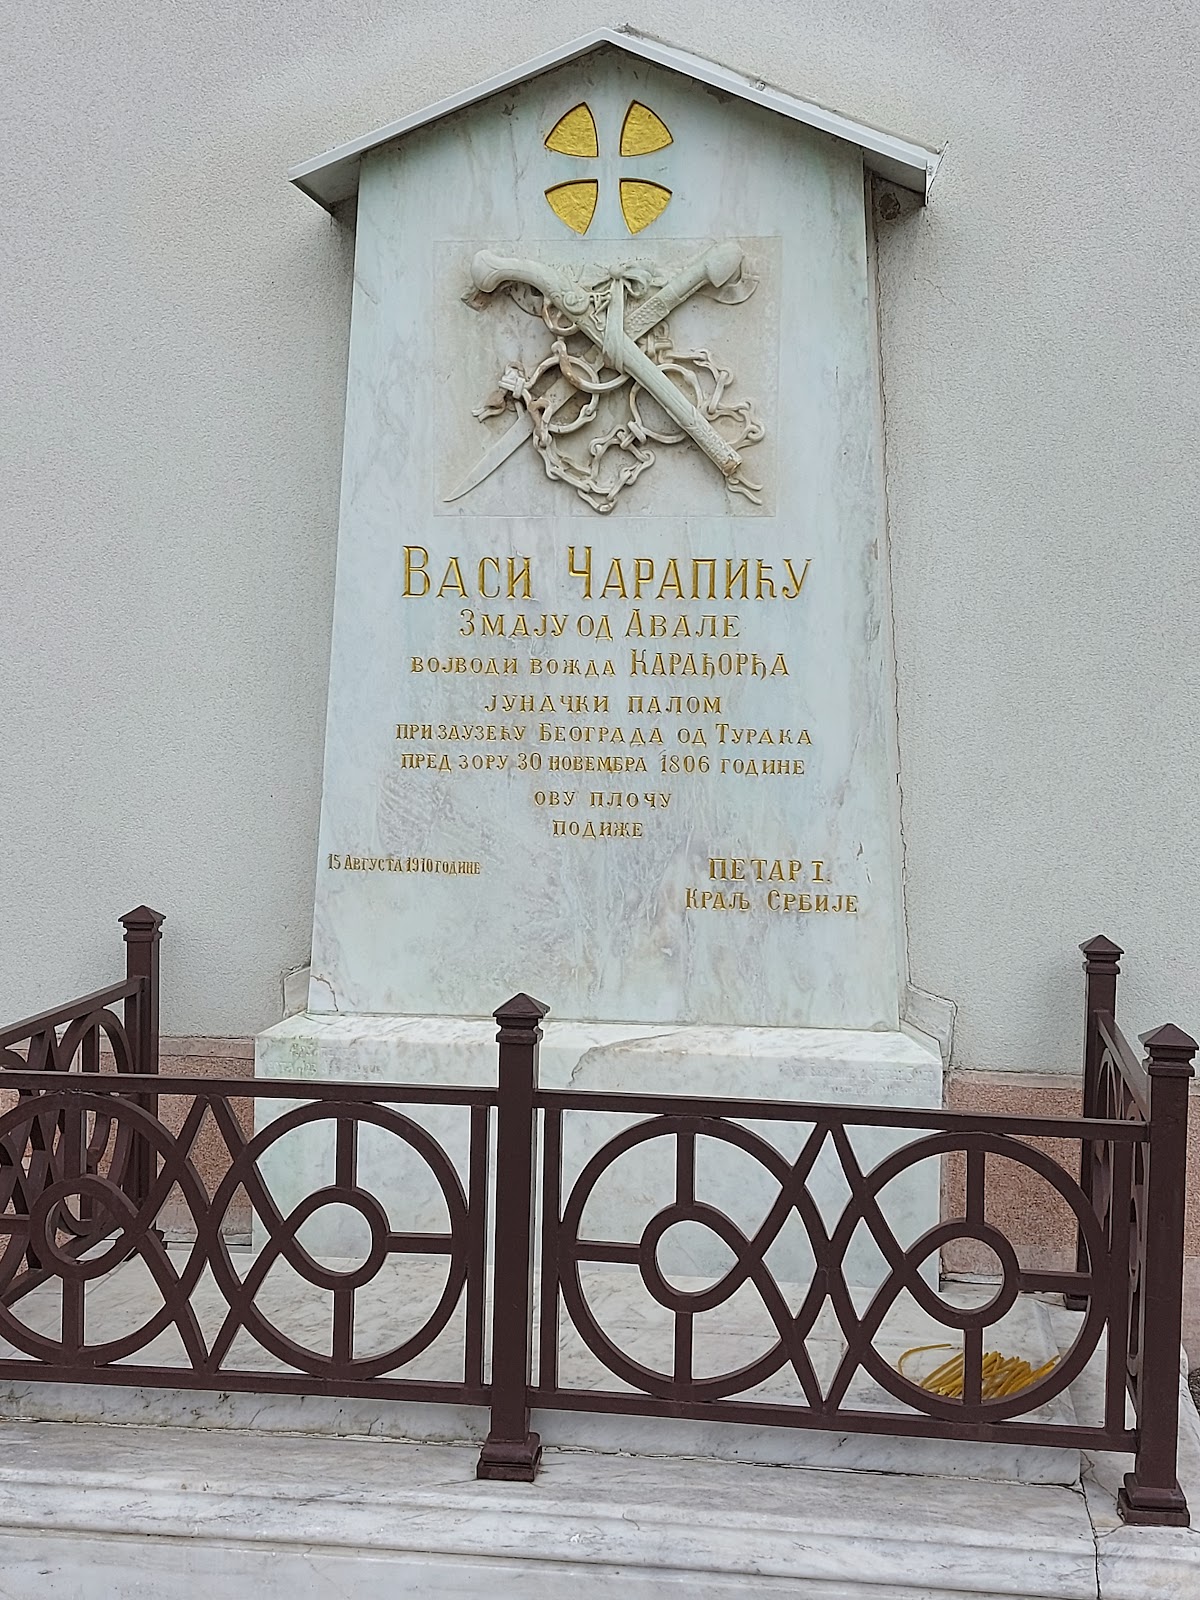 Васи Чарапићу
Змају од Авале
војводи вожда Карађорђа
јуначки палом
при заузећу Београда од Турака
пред зору 30 новембра 1806 године
ову плочу
подиже
15 Августа 1910 године
ПЕТАР I.
Краљ Србије